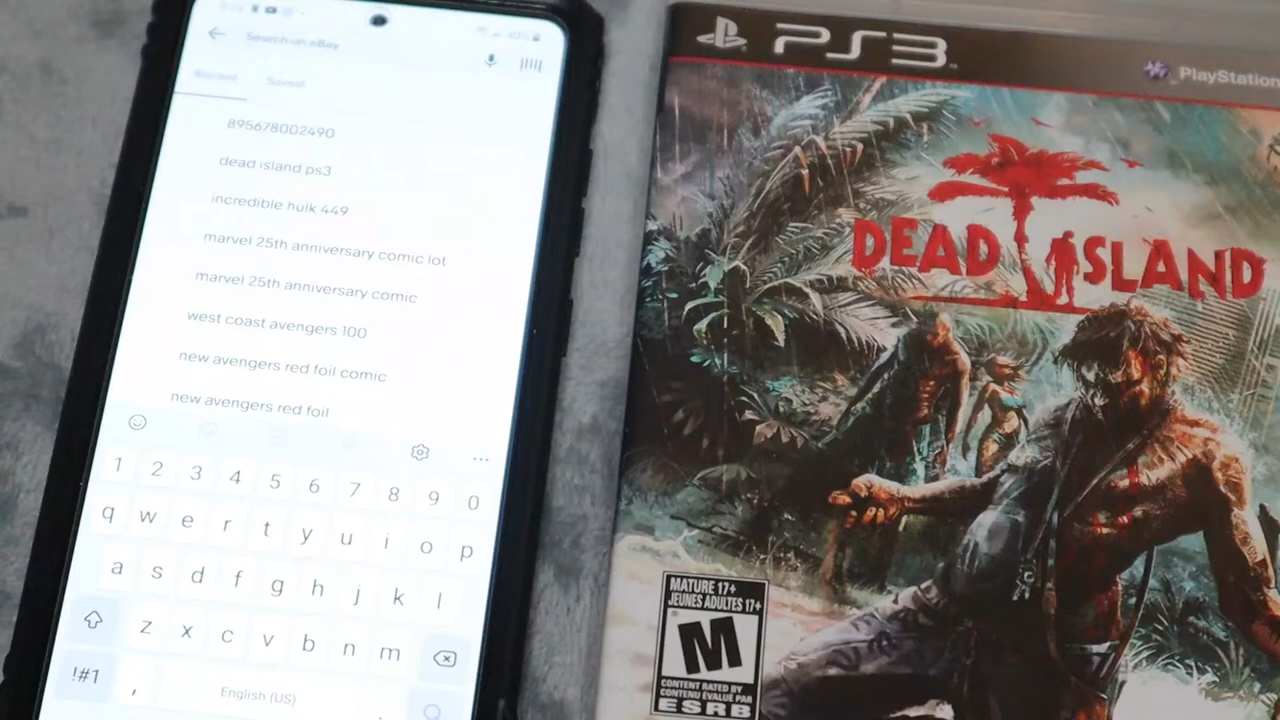 Search on eBay
Recent Saved
895678002490
dead island ps3
incredible hulk 449
marvel 25th anniversary comic lot
marvel 25th anniversary comic
west coast avengers 100
new avengers red foil comic
new avengers red foil
1 2 3 4 5 6 7 8 9 0
q w e r t y u i o p
a s d f g h j k l
z x c v b n m
!#1 , English (US) .
PS3
PlayStation
DEAD ISLAND
MATURE 17+
JEUNES ADULTES 17+
M
CONTENT RATED BY
CONTENU ÉVALUÉ PAR
ESRB